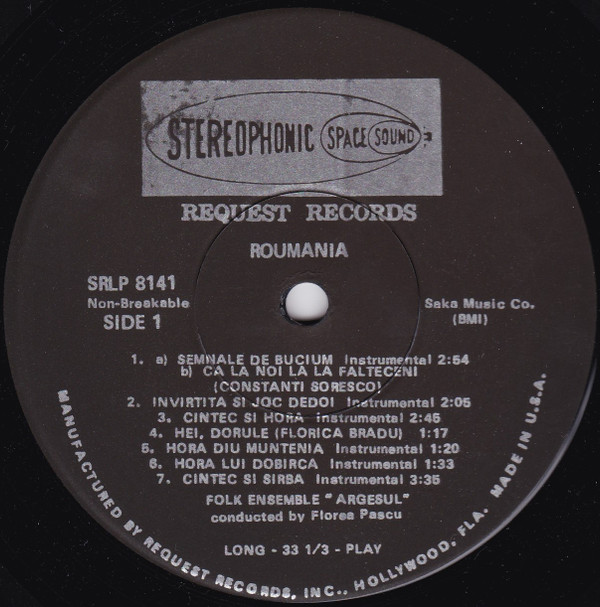 STEREOPHONIC SPACE SOUND
REQUEST RECORDS
ROUMANIA
SRLP 8141
Non-Breakable
SIDE 1
Saka Music Co.
(BMI)
1. a) SEMNALE DE BUCIUM Instrumental 2:54
b) CA LA NOI LA LA FALTECENI
(CONSTANTI SORESCO)
2. INVIRTITA SI JOC DEDOI Instrumental 2:05
3. CINTEC SI HORA Instrumental 2:45
4. HEI, DORULE (FLORICA BRADU) 1:17
5. HORA DIU MUNTENIA Instrumental 1:20
6. HORA LUI DOBIRCA Instrumental 1:33
7. CINTEC SI SIRBA Instrumental 3:35
FOLK ENSEMBLE "ARGESUL"
conducted by Florea Pascu
LONG - 33 1/3 - PLAY
MANUFACTURED BY REQUEST RECORDS, INC., HOLLYWOOD, FLA. MADE IN U.S.A.